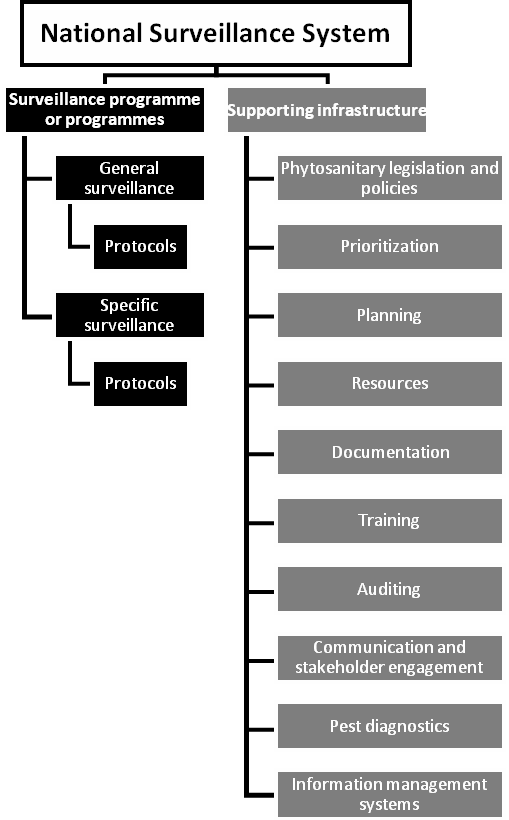 National Surveillance System
Surveillance programme
or programmes
General
surveillance
Protocols
Specific
surveillance
Protocols
Supporting infrastructure
Phytosanitary legislation and
policies
Prioritization
Planning
Resources
Documentation
Training
Auditing
Communication and
stakeholder engagement
Pest diagnostics
Information management
systems